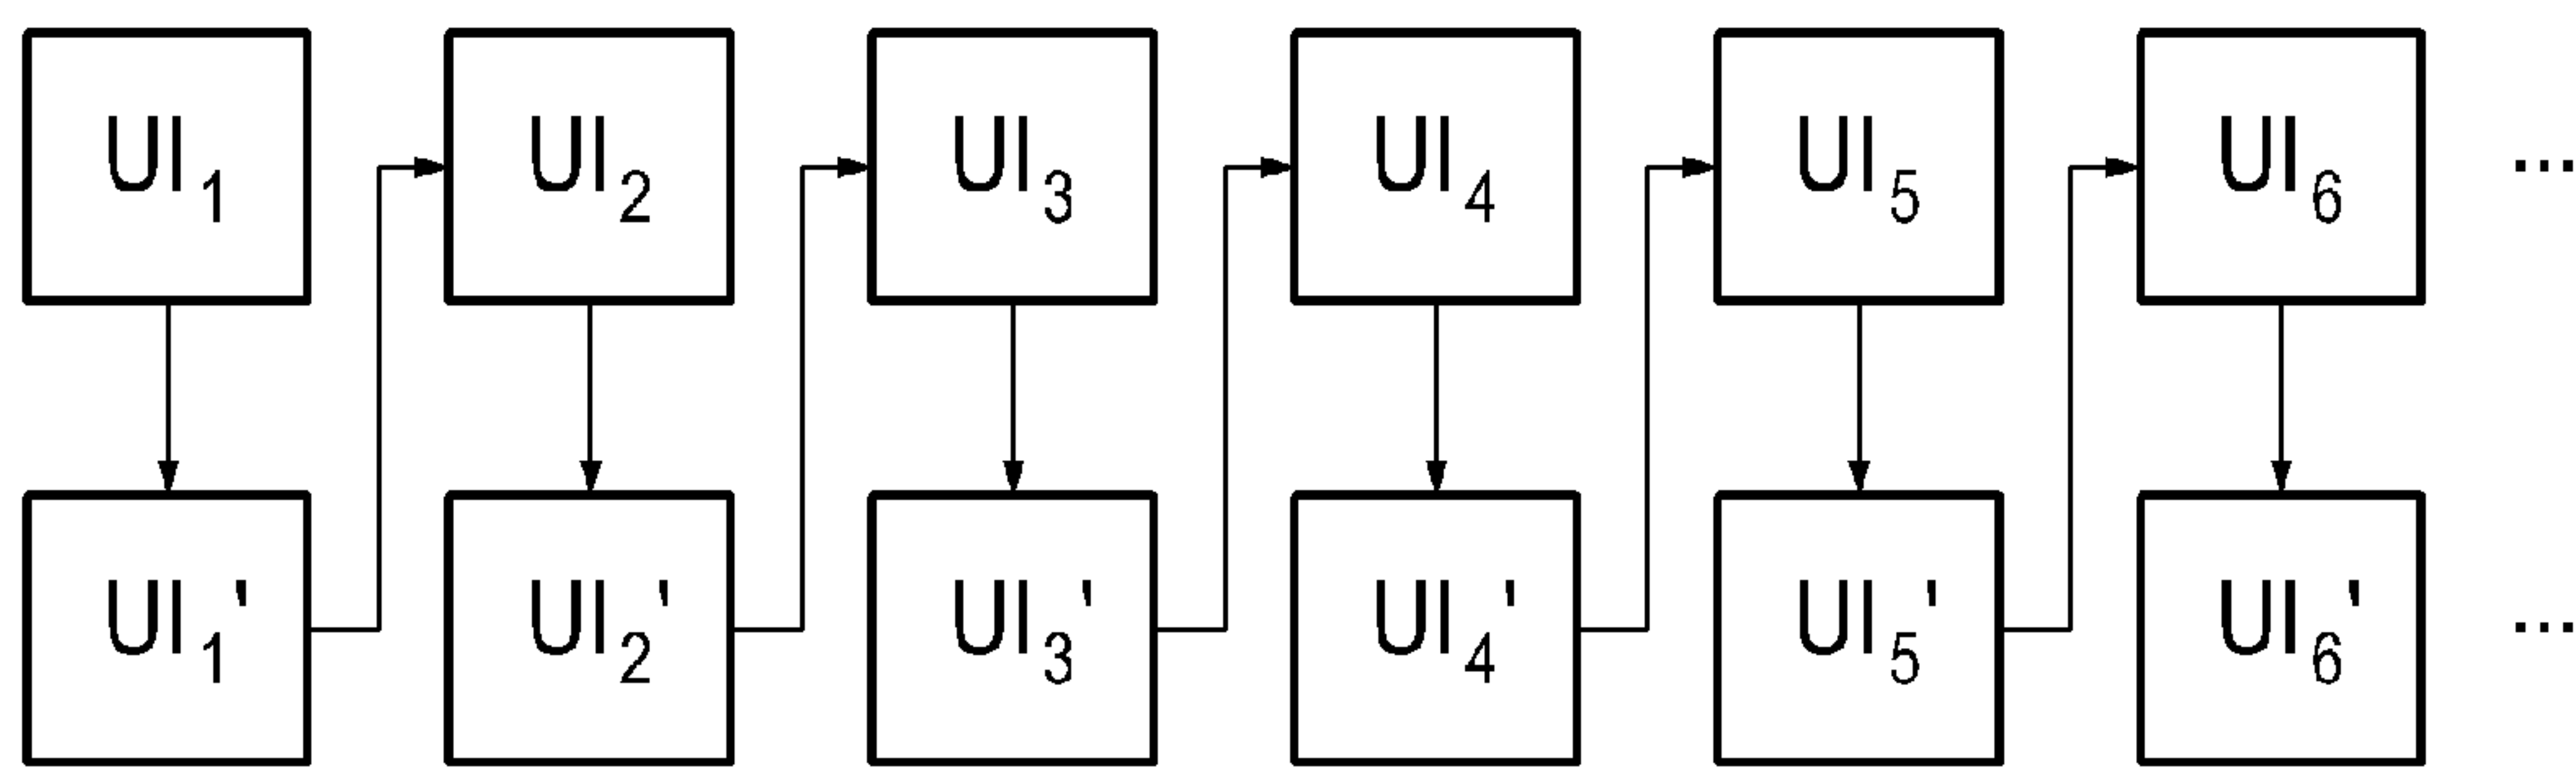 UI₁ UI₂ UI₃ UI₄ UI₅ UI₆ ...
UI₁' UI₂' UI₃' UI₄' UI₅' UI₆' ...